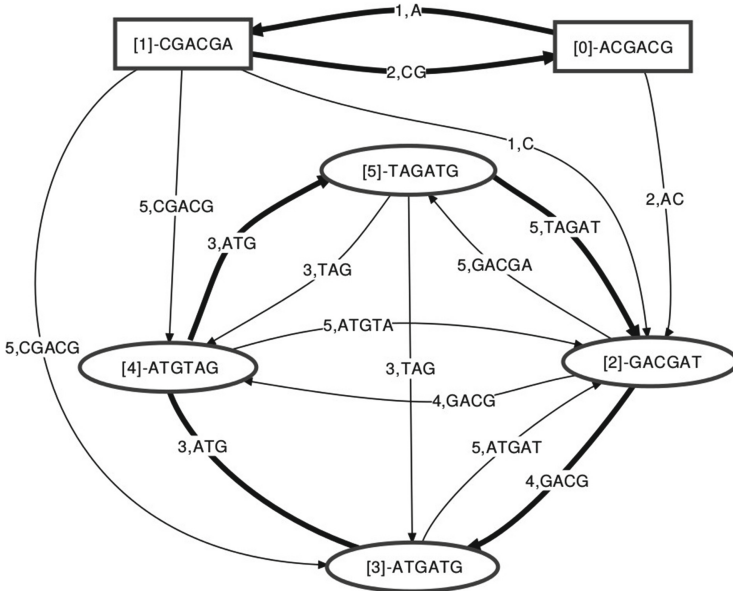 1,A
[1]-CGACGA
[0]-ACGACG
2,CG
1,C
[5]-TAGATG
2,AC
5,CGACG
5,TAGAT
3,ATG
5,GACGA
3,TAG
5,ATGTA
5,CGACG
[2]-GACGAT
[4]-ATGTAG
3,TAG
4,GACG
3,ATG
5,ATGAT
4,GACG
[3]-ATGATG